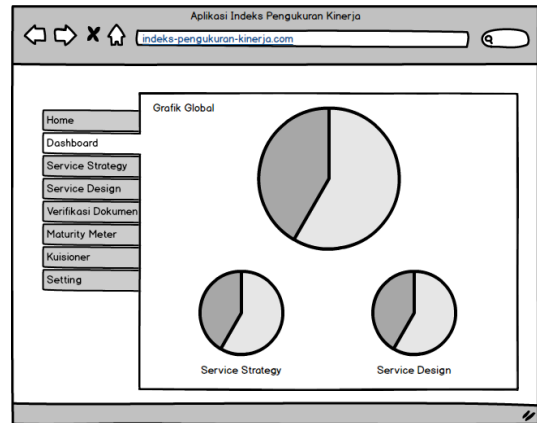 Aplikasi Indeks Pengukuran Kinerja
indeks-pengukuran-kinerja.com
Home
Dashboard
Service Strategy
Service Design
Verifikasi Dokumen
Maturity Meter
Kuisioner
Setting
Grafik Global
Service Strategy
Service Design